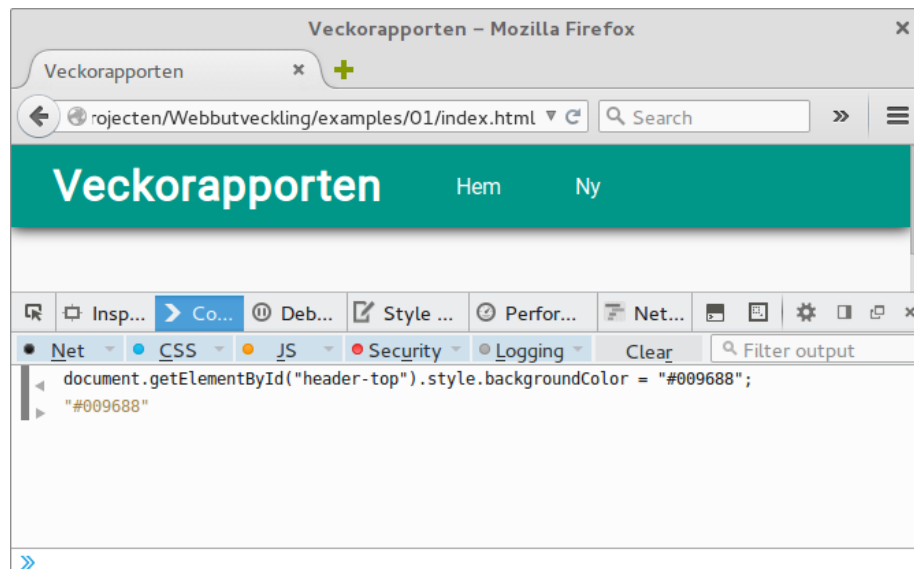 Veckorapporten – Mozilla Firefox
Veckorapporten
rojecten/Webbutveckling/examples/01/index.html Search
Veckorapporten Hem Ny
Insp... Co... Deb... Style ... Perfor... Net...
Net CSS JS Security Logging Clear Filter output
document.getElementById("header-top").style.backgroundColor = "#009688";
"#009688"